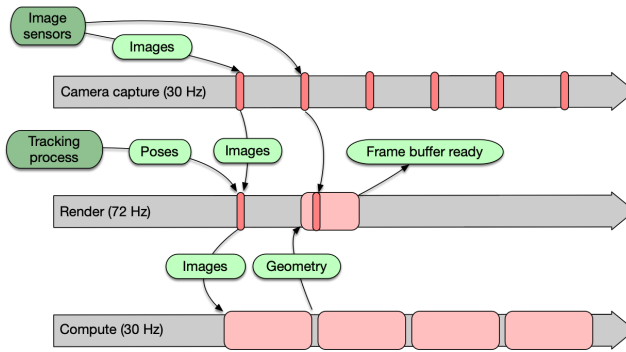 Image
sensors
Images
Camera capture (30 Hz)
Tracking
process
Poses
Images
Frame buffer ready
Render (72 Hz)
Images
Geometry
Compute (30 Hz)